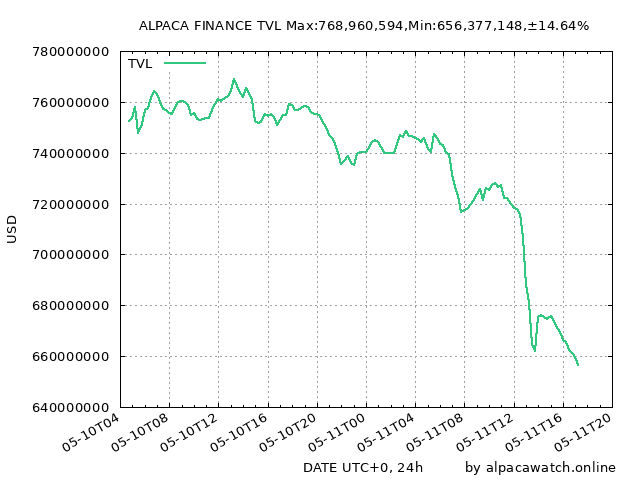 ALPACA FINANCE TVL Max:768,960,594,Min:656,377,148,±14.64%
780000000
TVL
760000000
740000000
720000000
USD
700000000
680000000
660000000
640000000
05-10T04
05-10T08
05-10T12
05-10T16
05-10T20
05-11T00
05-11T04
05-11T08
05-11T12
05-11T16
05-11T20
DATE UTC+0, 24h
by alpacawatch.online